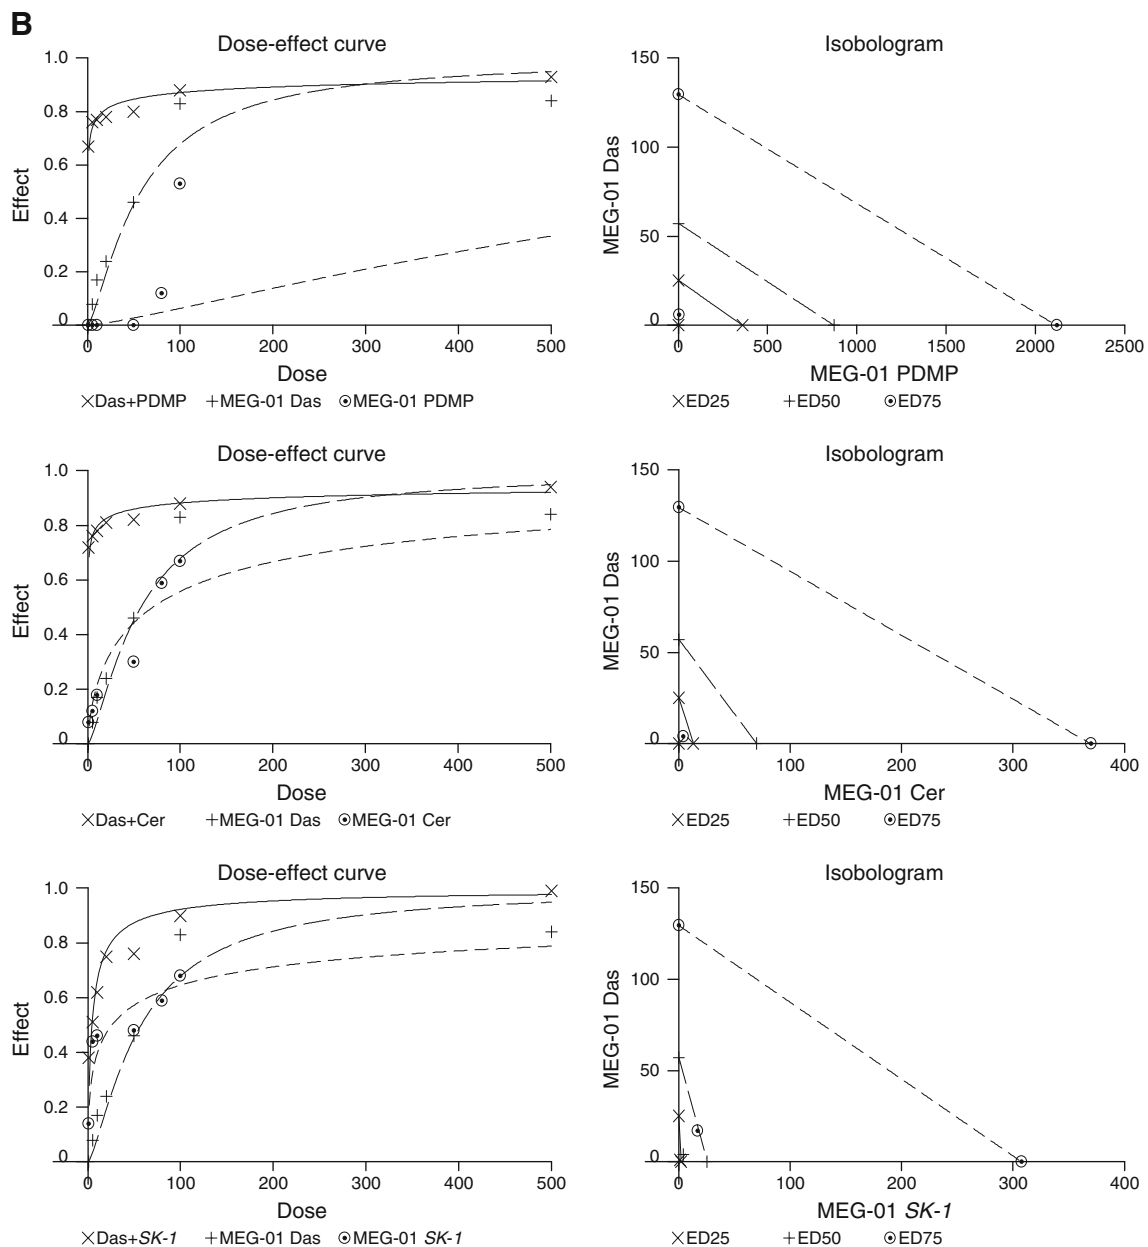 B
Dose-effect curve
Isobologram
1.0
0.8
0.6
0.4
0.2
0
Effect
0 100 200 300 400 500
Dose
Das+PDMP MEG-01 Das MEG-01 PDMP
150
100
50
0
MEG-01 Das
0 500 1000 1500 2000 2500
MEG-01 PDMP
ED25 ED50 ED75
Dose-effect curve
Isobologram
1.0
0.8
0.6
0.4
0.2
0
Effect
0 100 200 300 400 500
Dose
Das+Cer MEG-01 Das MEG-01 Cer
150
100
50
0
MEG-01 Das
0 100 200 300 400
MEG-01 Cer
ED25 ED50 ED75
Dose-effect curve
Isobologram
1.0
0.8
0.6
0.4
0.2
0
Effect
0 100 200 300 400 500
Dose
Das+SK-1 MEG-01 Das MEG-01 SK-1
150
100
50
0
MEG-01 Das
0 100 200 300 400
MEG-01 SK-1
ED25 ED50 ED75